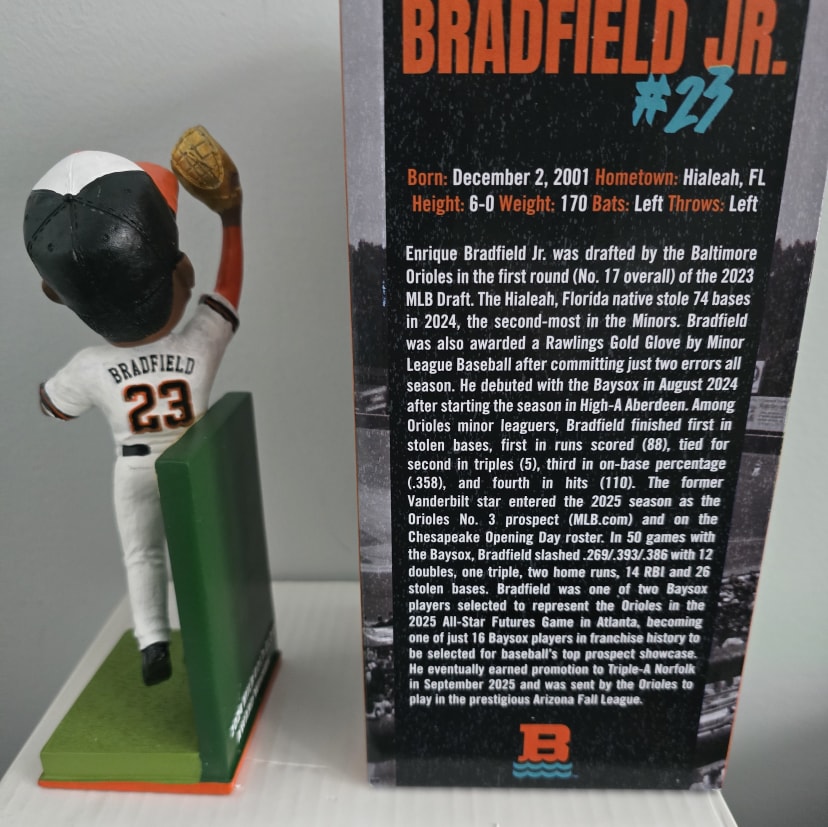 BRADFIELD JR.
#23
Born: December 2, 2001 Hometown: Hialeah, FL
Height: 6-0 Weight: 170 Bats: Left Throws: Left
Enrique Bradfield Jr. was drafted by the Baltimore
Orioles in the first round (No. 17 overall) of the 2023
MLB Draft. The Hialeah, Florida native stole 74 bases
in 2024, the second-most in the Minors. Bradfield
was also awarded a Rawlings Gold Glove by Minor
League Baseball after committing just two errors all
season. He debuted with the Baysox in August 2024
after starting the season in High-A Aberdeen. Among
Orioles minor leaguers, Bradfield finished first in
stolen bases, first in runs scored (88), tied for
second in triples (5), third in on-base percentage
(.358), and fourth in hits (110). The former
Vanderbilt star entered the 2025 season as the
Orioles No. 3 prospect (MLB.com) and on the
Chesapeake Opening Day roster. In 50 games with
the Baysox, Bradfield slashed .269/.393/.386 with 12
doubles, one triple, two home runs, 14 RBI and 26
stolen bases. Bradfield was one of two Baysox
players selected to represent the Orioles in the
2025 All-Star Futures Game in Atlanta, becoming
one of just 16 Baysox players in franchise history to
be selected for baseball's top prospect showcase.
He eventually earned promotion to Triple-A Norfolk
in September 2025 and was sent by the Orioles to
play in the prestigious Arizona Fall League.
B
BRADFIELD
23